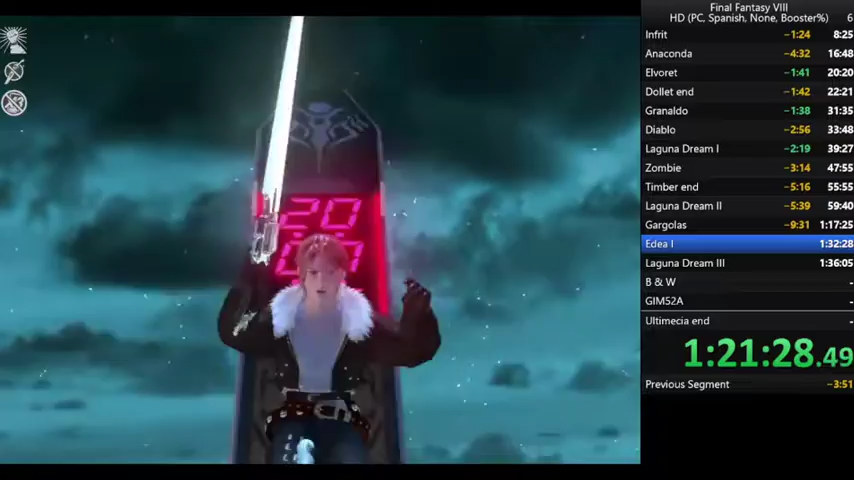 Final Fantasy VIII
HD (PC, Spanish, None, Booster%) 6
Infrit −1:24 8:25
Anaconda −4:32 16:48
Elvoret −1:41 20:20
Dollet end −1:42 22:21
Granaldo −1:38 31:35
Diablo −2:56 33:48
Laguna Dream I −2:19 39:27
Zombie −3:14 47:55
Timber end −5:16 55:55
Laguna Dream II −5:39 59:40
Gargolas −9:31 1:17:25
Edea I 1:32:28
Laguna Dream III 1:36:05
B & W -
GIM52A -
Ultimecia end -
1:21:28.49
Previous Segment −3:51
20